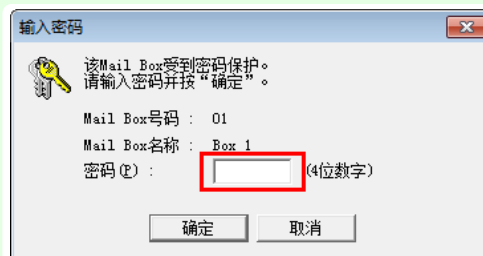 输入密码
该Mail Box受到密码保护。
请输入密码并按“确定”。
Mail Box号码 : 01
Mail Box名称 : Box 1
密码(P) : (4位数字)
确定 取消